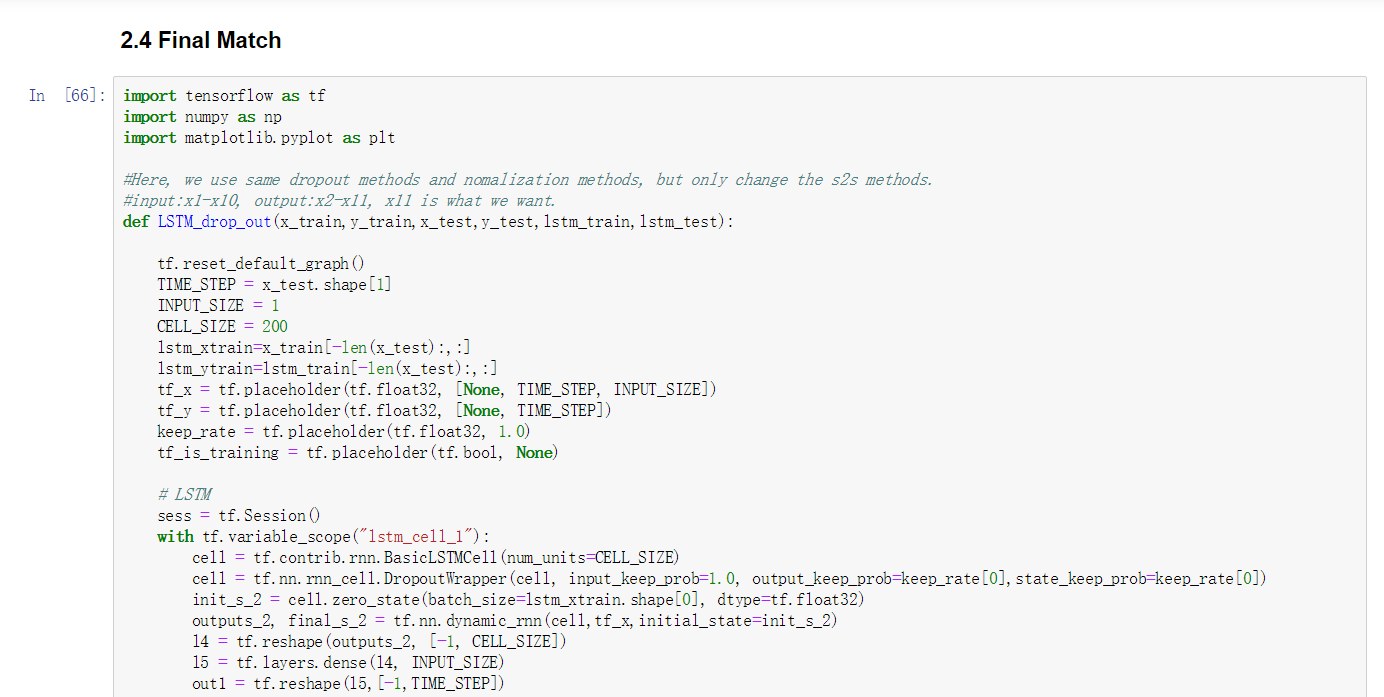 2.4 Final Match
In [66]:
import tensorflow as tf
import numpy as np
import matplotlib.pyplot as plt
#Here, we use same dropout methods and nomalization methods, but only change the s2s methods.
#input:x1-x10, output:x2-x11, x11 is what we want.
def LSTM_drop_out(x_train,y_train,x_test,y_test,lstm_train,lstm_test):
    tf.reset_default_graph()
    TIME_STEP = x_test.shape[1]
    INPUT_SIZE = 1
    CELL_SIZE = 200
    lstm_xtrain=x_train[-len(x_test):,:]
    lstm_ytrain=lstm_train[-len(x_test):,:]
    tf_x = tf.placeholder(tf.float32, [None, TIME_STEP, INPUT_SIZE])
    tf_y = tf.placeholder(tf.float32, [None, TIME_STEP])
    keep_rate = tf.placeholder(tf.float32, 1.0)
    tf_is_training = tf.placeholder(tf.bool, None)
    # LSTM
    sess = tf.Session()
    with tf.variable_scope("lstm_cell_1"):
        cell = tf.contrib.rnn.BasicLSTMCell(num_units=CELL_SIZE)
        cell = tf.nn.rnn_cell.DropoutWrapper(cell, input_keep_prob=1.0, output_keep_prob=keep_rate[0],state_keep_prob=keep_rate[0])
        init_s_2 = cell.zero_state(batch_size=lstm_xtrain.shape[0], dtype=tf.float32)
        outputs_2, final_s_2 = tf.nn.dynamic_rnn(cell,tf_x,initial_state=init_s_2)
        l4 = tf.reshape(outputs_2, [-1, CELL_SIZE])
        l5 = tf.layers.dense(l4, INPUT_SIZE)
        out1 = tf.reshape(l5,[-1,TIME_STEP])